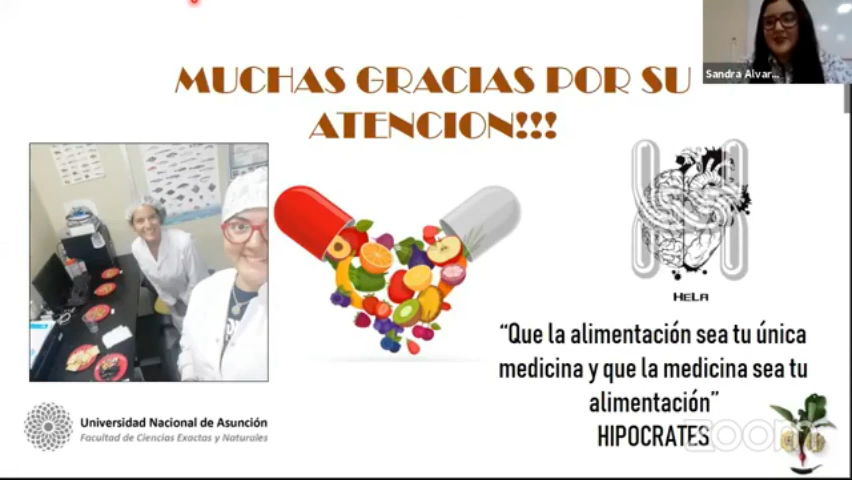 Sandra Alvar...
MUCHAS GRACIAS POR SU
ATENCION!!!
HeLa
“Que la alimentación sea tu única
medicina y que la medicina sea tu
alimentación”
HIPOCRATES
Universidad Nacional de Asunción
Facultad de Ciencias Exactas y Naturales
zoom